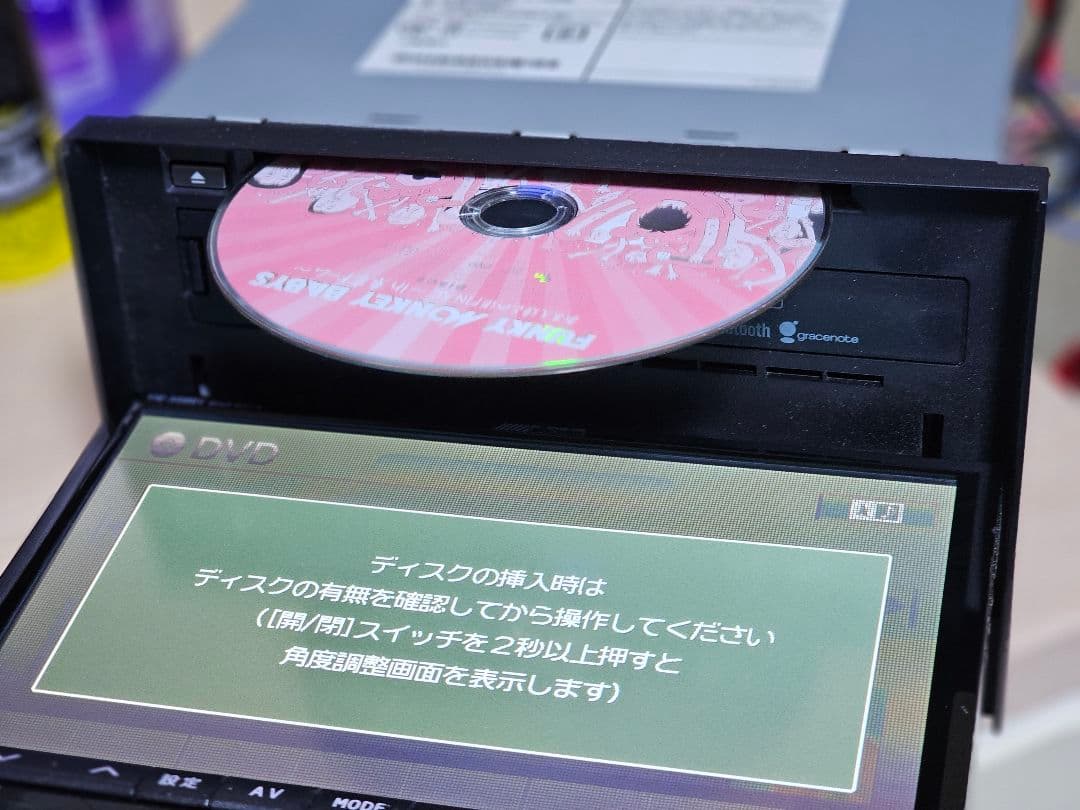 FUNKY MONKEY BABYS
gracenote
DVD
ディスクの挿入時は
ディスクの有無を確認してから操作してください
([開/閉]スイッチを2秒以上押すと
角度調整画面を表示します)
設定
AV
MODE